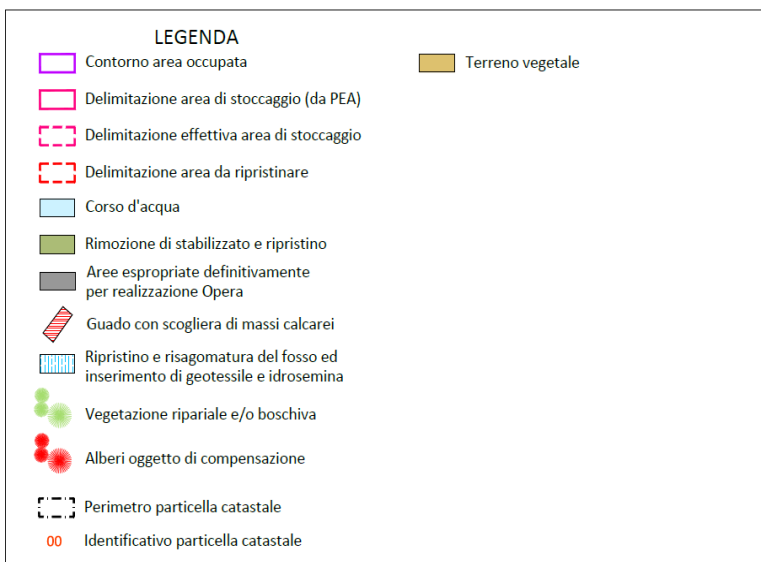 LEGENDA
Contorno area occupata
Delimitazione area di stoccaggio (da PEA)
Delimitazione effettiva area di stoccaggio
Delimitazione area da ripristinare
Corso d'acqua
Rimozione di stabilizzato e ripristino
Aree espropriate definitivamente
per realizzazione Opera
Guado con scogliera di massi calcarei
Ripristino e risagomatura del fosso ed
inserimento di geotessile e idrosemina
Vegetazione ripariale e/o boschiva
Alberi oggetto di compensazione
Perimetro particella catastale
00 Identificativo particella catastale
Terreno vegetale